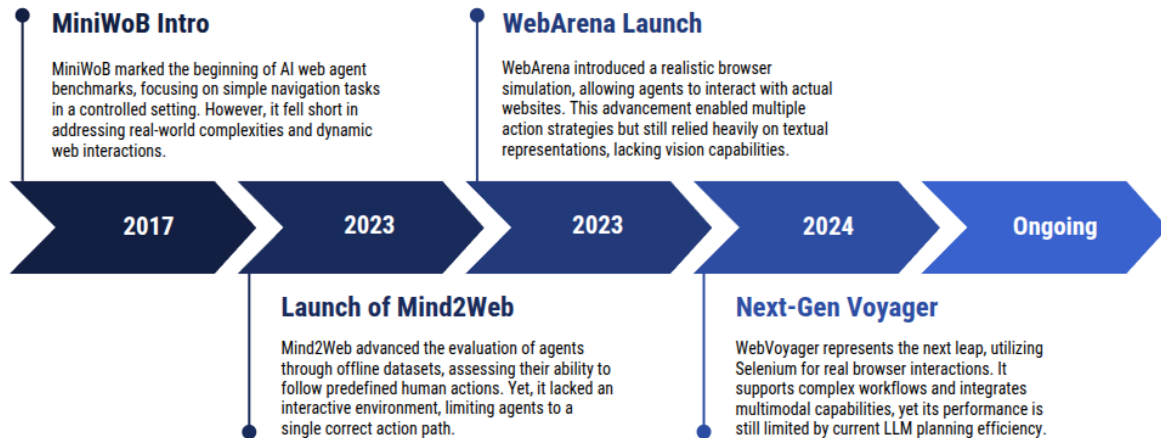 MiniWoB Intro
MiniWoB marked the beginning of AI web agent
benchmarks, focusing on simple navigation tasks
in a controlled setting. However, it fell short in
addressing real-world complexities and dynamic
web interactions.
WebArena Launch
WebArena introduced a realistic browser
simulation, allowing agents to interact with actual
websites. This advancement enabled multiple
action strategies but still relied heavily on textual
representations, lacking vision capabilities.
2017
2023
2023
2024
Ongoing
Launch of Mind2Web
Mind2Web advanced the evaluation of agents
through offline datasets, assessing their ability to
follow predefined human actions. Yet, it lacked an
interactive environment, limiting agents to a
single correct action path.
Next-Gen Voyager
WebVoyager represents the next leap, utilizing
Selenium for real browser interactions. It
supports complex workflows and integrates
multimodal capabilities, yet its performance is
still limited by current LLM planning efficiency.